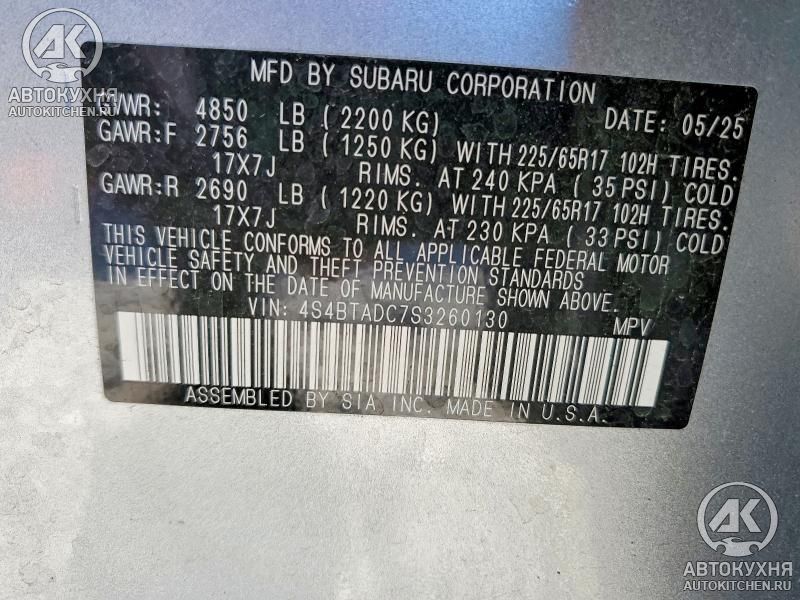 AK
АВТОКУХНЯ
AUTOKITCHEN.RU
MFD BY SUBARU CORPORATION
GVWR: 4850 LB ( 2200 KG) DATE: 05/25
GAWR:F 2756 LB ( 1250 KG) WITH 225/65R17 102H TIRES.
17X7J RIMS. AT 240 KPA ( 35 PSI) COLD
GAWR:R 2690 LB ( 1220 KG) WITH 225/65R17 102H TIRES.
17X7J RIMS. AT 230 KPA ( 33 PSI) COLD
THIS VEHICLE CONFORMS TO ALL APPLICABLE FEDERAL MOTOR
VEHICLE SAFETY AND THEFT PREVENTION STANDARDS
IN EFFECT ON THE DATE OF MANUFACTURE SHOWN ABOVE.
VIN: 4S4BTADC7S3260130 MPV
ASSEMBLED BY SIA INC. MADE IN U.S.A.
AK
АВТОКУХНЯ
AUTOKITCHEN.RU